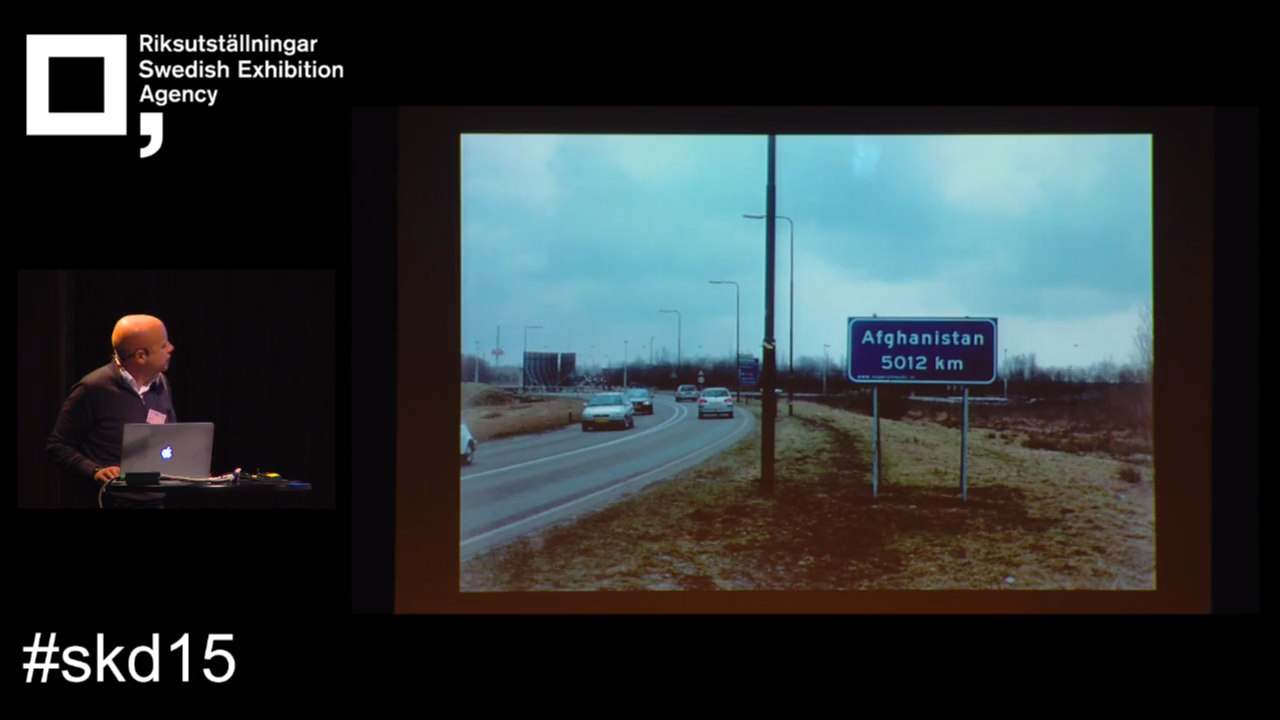 Riksutställningar
Swedish Exhibition
Agency
Afghanistan
5012 km
#skd15